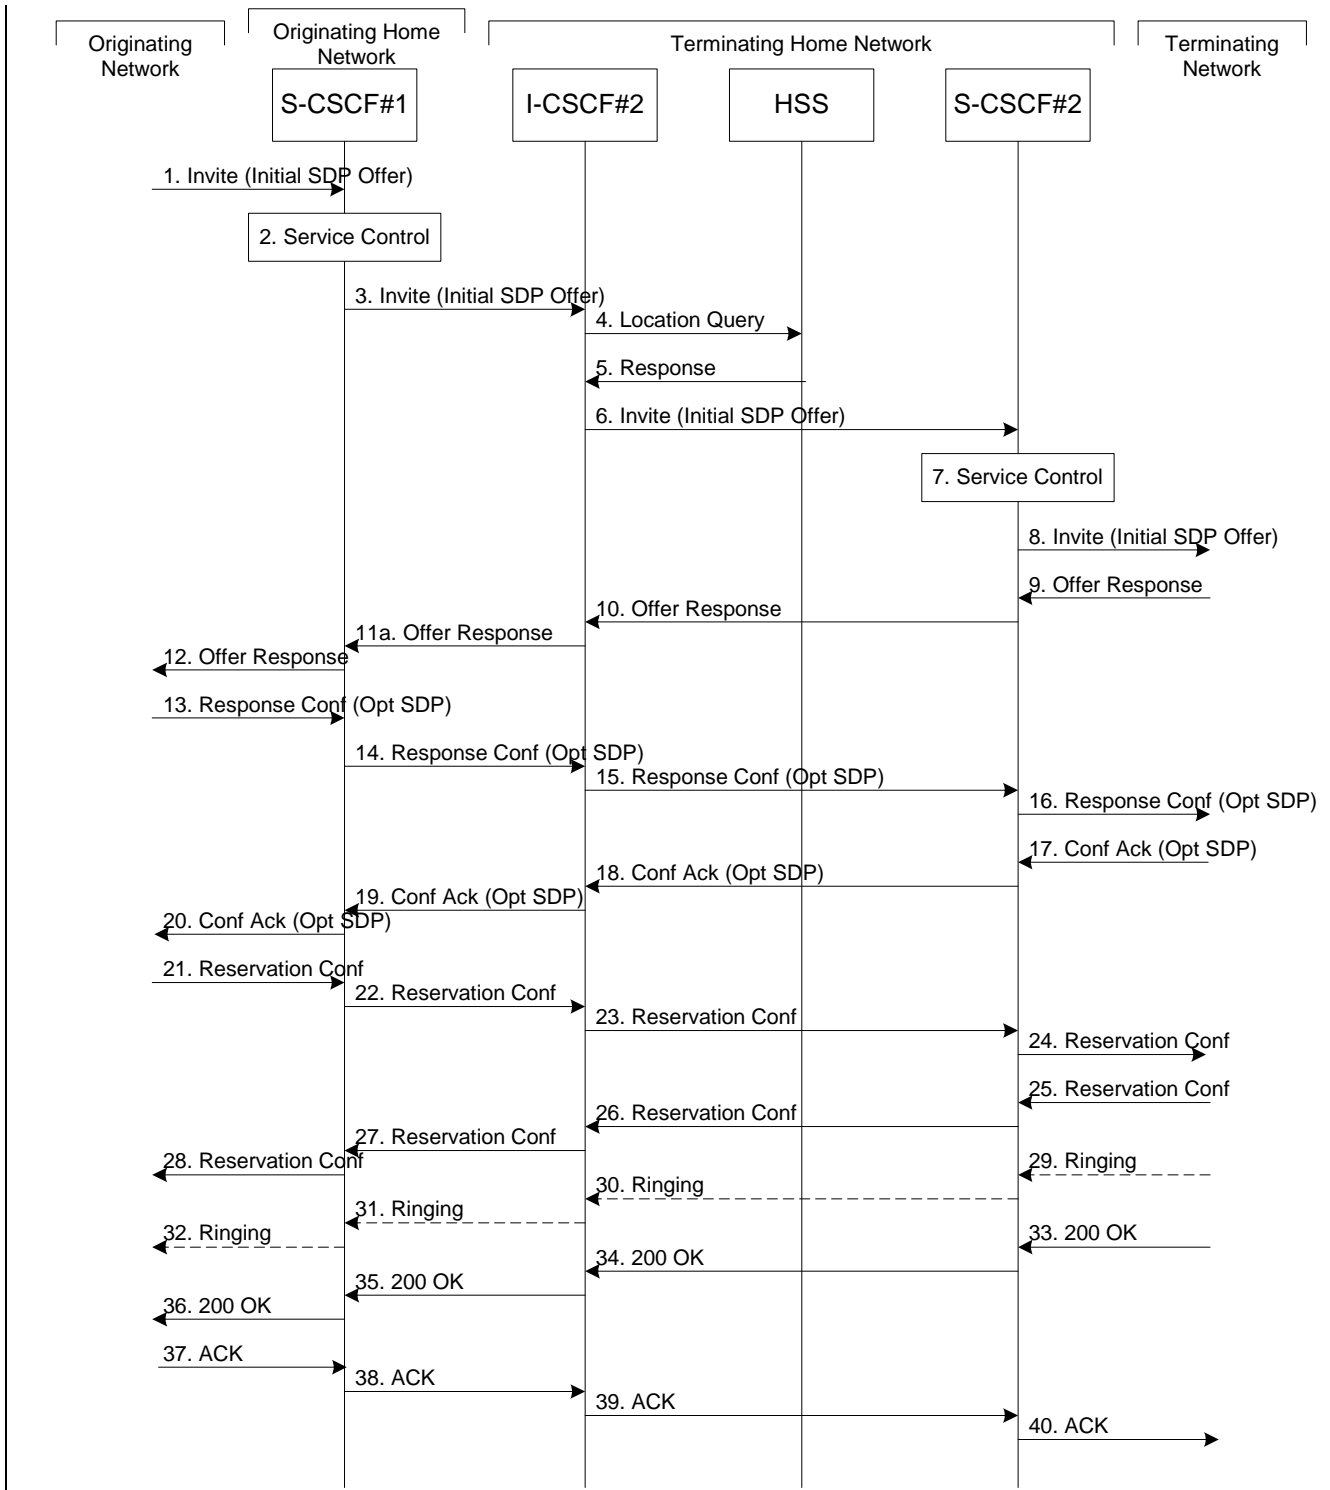 Originating
Network
Originating Home
Network
Terminating Home Network
Terminating
Network
S-CSCF#1
I-CSCF#2
HSS
S-CSCF#2
1. Invite (Initial SDP Offer)
2. Service Control
3. Invite (Initial SDP Offer)
4. Location Query
5. Response
6. Invite (Initial SDP Offer)
7. Service Control
8. Invite (Initial SDP Offer)
9. Offer Response
10. Offer Response
11a. Offer Response
12. Offer Response
13. Response Conf (Opt SDP)
14. Response Conf (Opt SDP)
15. Response Conf (Opt SDP)
16. Response Conf (Opt SDP)
17. Conf Ack (Opt SDP)
18. Conf Ack (Opt SDP)
19. Conf Ack (Opt SDP)
20. Conf Ack (Opt SDP)
21. Reservation Conf
22. Reservation Conf
23. Reservation Conf
24. Reservation Conf
25. Reservation Conf
26. Reservation Conf
27. Reservation Conf
28. Reservation Conf
29. Ringing
30. Ringing
31. Ringing
32. Ringing
33. 200 OK
34. 200 OK
35. 200 OK
36. 200 OK
37. ACK
38. ACK
39. ACK
40. ACK